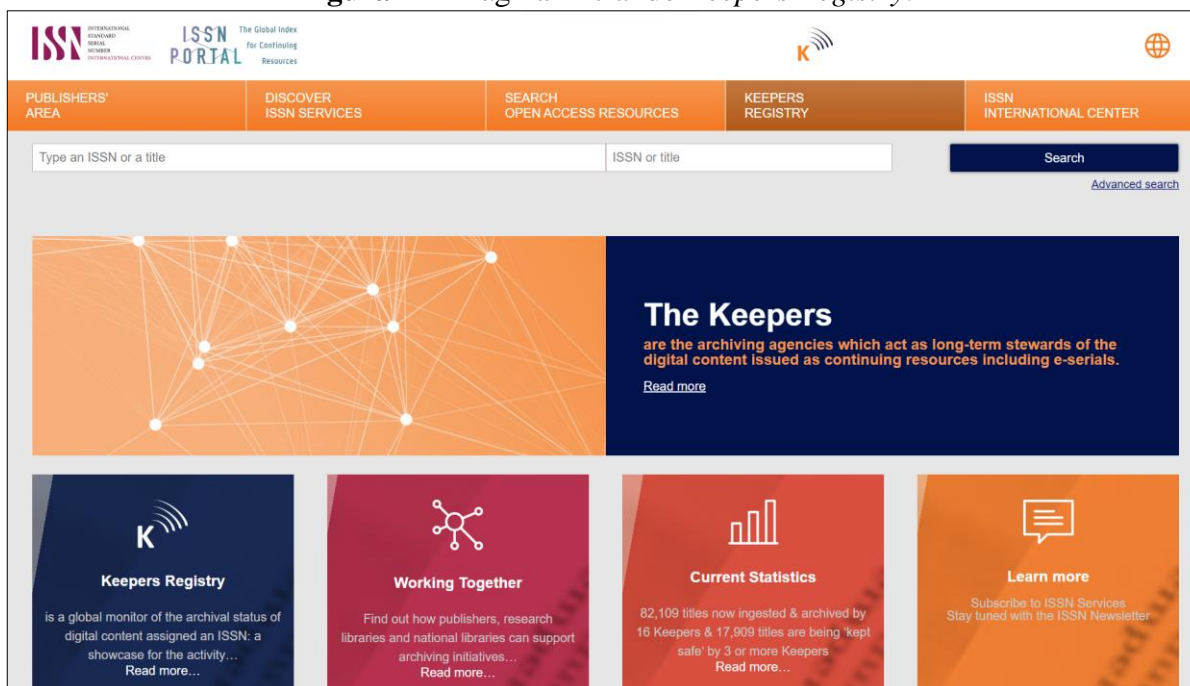 Keepers Registry.
INTERNATIONAL
STANDARD
SERIAL
NUMBER
INTERNATIONAL CENTRE
ISSN
ISSN
PORTAL
The Global Index
for Continuing
Resources
K
PUBLISHERS'
AREA
DISCOVER
ISSN SERVICES
SEARCH
OPEN ACCESS RESOURCES
KEEPERS
REGISTRY
ISSN
INTERNATIONAL CENTER
Type an ISSN or a title
ISSN or title
Search
Advanced search
The Keepers
are the archiving agencies which act as long-term stewards of the
digital content issued as continuing resources including e-serials.
Read more
K
Keepers Registry
is a global monitor of the archival status of
digital content assigned an ISSN: a
showcase for the activity…
Read more…
Working Together
Find out how publishers, research
libraries and national libraries can support
archiving initiatives…
Read more…
Current Statistics
82,109 titles now ingested & archived by
16 Keepers & 17,909 titles are being 'kept
safe' by 3 or more Keepers
Read more…
Learn more
Subscribe to ISSN Services
Stay tuned with the ISSN Newsletter